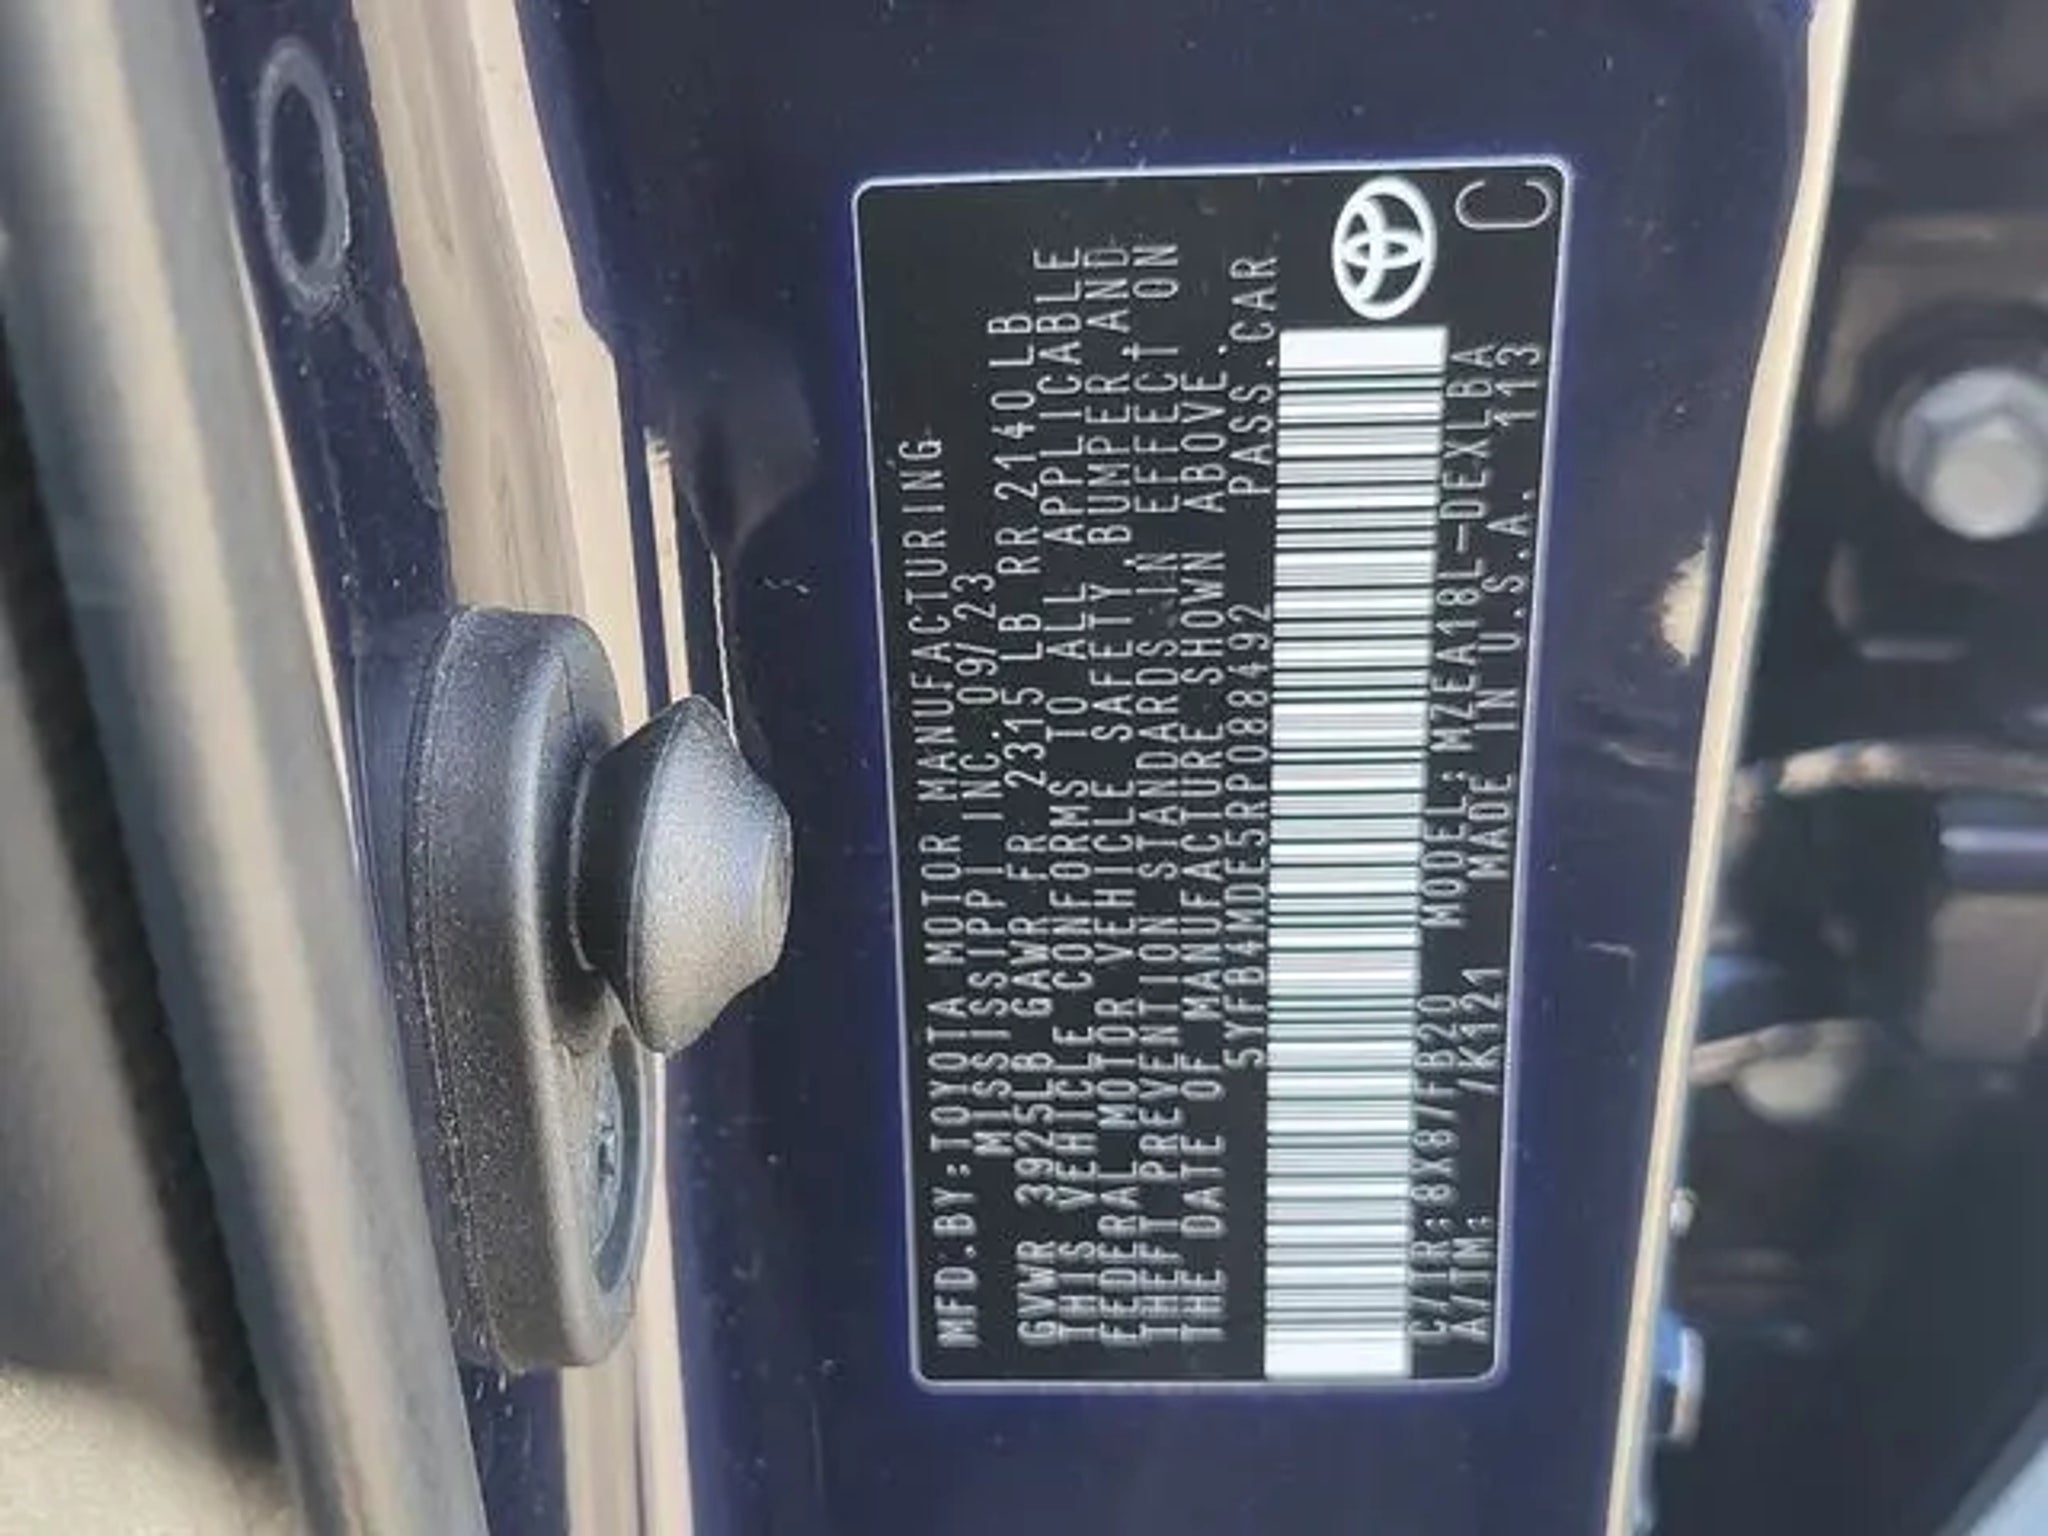 MFD.BY:TOYOTA MOTOR MANUFACTURING
MISSISSIPPI INC. 09/23
GVWR 3925LB GAWR FR 2315LB RR 2140LB
THIS VEHICLE CONFORMS TO ALL APPLICABLE
FEDERAL MOTOR VEHICLE SAFETY,BUMPER,AND
THEFT PREVENTION STANDARDS IN EFFECT ON
THE DATE OF MANUFACTURE SHOWN ABOVE.
5YFB4MDE5RP088492 PASS.CAR
C/TR:8X87/FB20 MODEL:MZEA18L-DEXLBA
A/TM: /K121 MADE IN U.S.A. 113
C